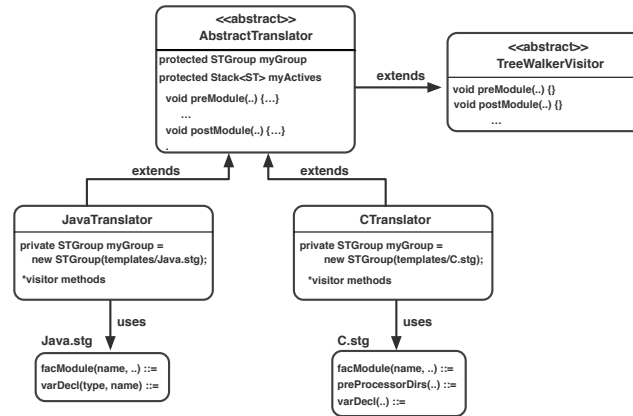 <<abstract>>
AbstractTranslator
protected STGroup myGroup
protected Stack<ST> myActives
void preModule(..) {...}
...
void postModule(..) {...}
.
extends
<<abstract>>
TreeWalkerVisitor
void preModule(..) {}
void postModule(..) {}
...
extends
extends
JavaTranslator
private STGroup myGroup =
new STGroup(templates/Java.stg);
*visitor methods
CTranslator
private STGroup myGroup =
new STGroup(templates/C.stg);
*visitor methods
uses
uses
Java.stg
facModule(name, ..) ::=
varDecl(type, name) ::=
C.stg
facModule(name, ..) ::=
preProcessorDirs(..) ::=
varDecl(..) ::=